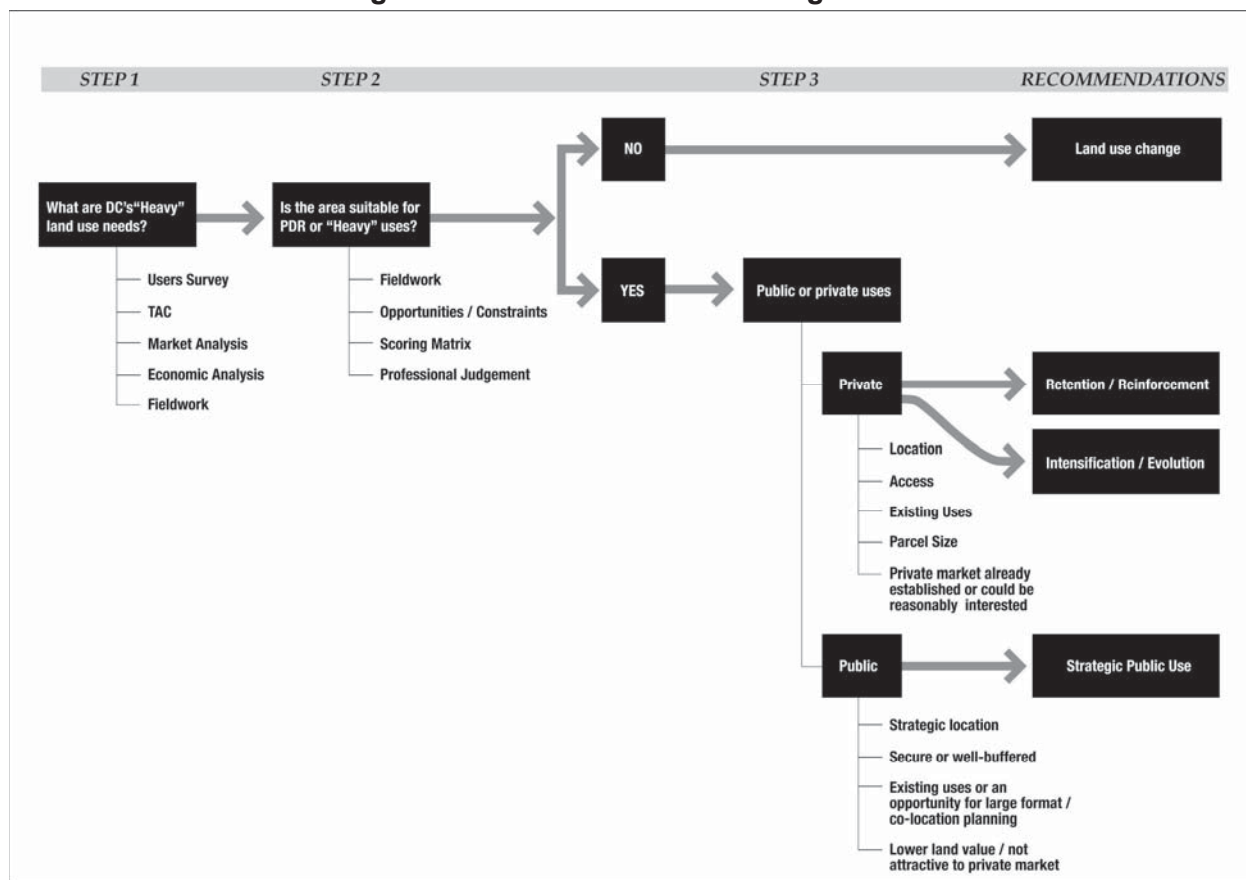 STEP 1
STEP 2
STEP 3
RECOMMENDATIONS
NO
Land use change
What are DC's“Heavy”
land use needs?
Is the area suitable for
PDR or “Heavy” uses?
Users Survey
TAC
Market Analysis
Economic Analysis
Fieldwork
Fieldwork
Opportunities / Constraints
Scoring Matrix
Professional Judgement
YES
Public or private uses
Private
Retention / Reinforcement
Intensification / Evolution
Location
Access
Existing Uses
Parcel Size
Private market already
established or could be
reasonably interested
Public
Strategic Public Use
Strategic location
Secure or well-buffered
Existing uses or an
opportunity for large format /
co-location planning
Lower land value / not
attractive to private market